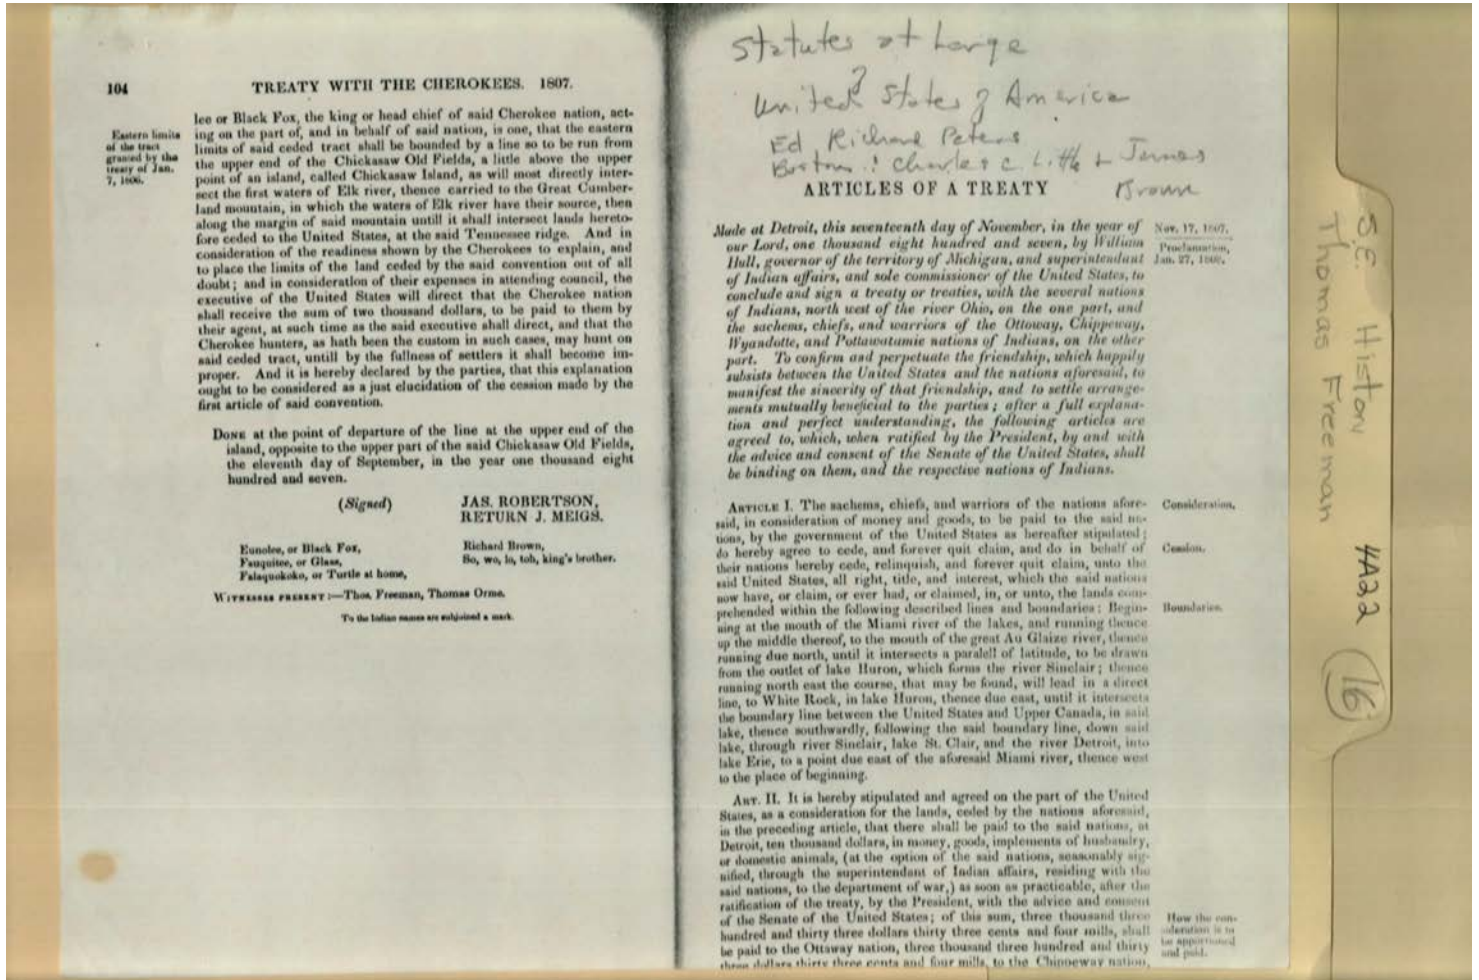 104
TREATY WITH THE CHEROKEES. 1807.
Eastern limits
of the tract
granted by the
treaty of Jan.
7, 1806.
lee or Black Fox, the king or head chief of said Cherokee nation, act-
ing on the part of, and in behalf of said nation, is one, that the eastern
limits of said ceded tract shall be bounded by a line so to be run from
the upper end of the Chickasaw Old Fields, a little above the upper
point of an island, called Chickasaw Island, as will most directly inter-
sect the first waters of Elk river, thence carried to the Great Cumber-
land mountain, in which the waters of Elk river have their source, then
along the margin of said mountain untill it shall intersect lands hereto-
fore ceded to the United States, at the said Tennessee ridge. And in
consideration of the readiness shown by the Cherokees to explain, and
to place the limits of the land ceded by the said convention out of all
doubt; and in consideration of their expenses in attending council, the
executive of the United States will direct that the Cherokee nation
shall receive the sum of two thousand dollars, to be paid to them by
their agent, at such time as the said executive shall direct, and that the
Cherokee hunters, as hath been the custom in such cases, may hunt on
said ceded tract, untill by the fullness of settlers it shall become im-
proper. And it is hereby declared by the parties, that this explanation
ought to be considered as a just elucidation of the cession made by the
first article of said convention.
DONE at the point of departure of the line at the upper end of the
island, opposite to the upper part of the said Chickasaw Old Fields,
the eleventh day of September, in the year one thousand eight
hundred and seven.
(Signed) JAS. ROBERTSON,
RETURN J. MEIGS.
Eunolee, or Black Fox, Richard Brown,
Fauquitee, or Glass, So, wo, lo, toh, king's brother.
Falaquokoko, or Turtle at home,
WITNESSES PRESENT:—Thos. Freeman, Thomas Orme.
To the Indian names are subjoined a mark.
Statutes at Large
?
United States of America
Ed Richard Peters
Boston: Charles C. Little + James
Brown
ARTICLES OF A TREATY
Made at Detroit, this seventeenth day of November, in the year of
our Lord, one thousand eight hundred and seven, by William
Hull, governor of the territory of Michigan, and superintendant
of Indian affairs, and sole commissioner of the United States, to
conclude and sign a treaty or treaties, with the several nations
of Indians, north west of the river Ohio, on the one part, and
the sachems, chiefs, and warriors of the Ottoway, Chippeway,
Wyandotte, and Pottawatamie nations of Indians, on the other
part. To confirm and perpetuate the friendship, which happily
subsists between the United States and the nations aforesaid, to
manifest the sincerity of that friendship, and to settle arrange-
ments mutually beneficial to the parties; after a full explana-
tion and perfect understanding, the following articles are
agreed to, which, when ratified by the President, by and with
the advice and consent of the Senate of the United States, shall
be binding on them, and the respective nations of Indians.
Nov. 17, 1807.
Proclamation,
Jan. 27, 1808.
ARTICLE I. The sachems, chiefs, and warriors of the nations afore-
said, in consideration of money and goods, to be paid to the said na-
tions, by the government of the United States as hereafter stipulated;
do hereby agree to cede, and forever quit claim, and do in behalf of
their nations hereby cede, relinquish, and forever quit claim, unto the
said United States, all right, title, and interest, which the said nations
now have, or claim, or ever had, or claimed, in, or unto, the lands com-
prehended within the following described lines and boundaries: Begin-
ning at the mouth of the Miami river of the lakes, and running thence
up the middle thereof, to the mouth of the great Au Glaize river, thence
running due north, until it intersects a paralell of latitude, to be drawn
from the outlet of lake Huron, which forms the river Sinclair; thence
running north east the course, that may be found, will lead in a direct
line, to White Rock, in lake Huron, thence due east, until it intersects
the boundary line between the United States and Upper Canada, in said
lake, thence southwardly, following the said boundary line, down said
lake, through river Sinclair, lake St. Clair, and the river Detroit, into
lake Erie, to a point due east of the aforesaid Miami river, thence west
to the place of beginning.
Consideration.
Cession.
Boundaries.
ART. II. It is hereby stipulated and agreed on the part of the United
States, as a consideration for the lands, ceded by the nations aforesaid,
in the preceding article, that there shall be paid to the said nations, at
Detroit, ten thousand dollars, in money, goods, implements of husbandry,
or domestic animals, (at the option of the said nations, seasonably sig-
nified, through the superintendant of Indian affairs, residing with the
said nations, to the department of war,) as soon as practicable, after the
ratification of the treaty, by the President, with the advice and consent
of the Senate of the United States; of this sum, three thousand three
hundred and thirty three dollars thirty three cents and four mills, shall
be paid to the Ottaway nation, three thousand three hundred and thirty
three dollars thirty three cents and four mills, to the Chippeway nation,
How the con-
sideration is to
be apportioned
and paid.
S.E. History 4A22 16
Thomas Freeman